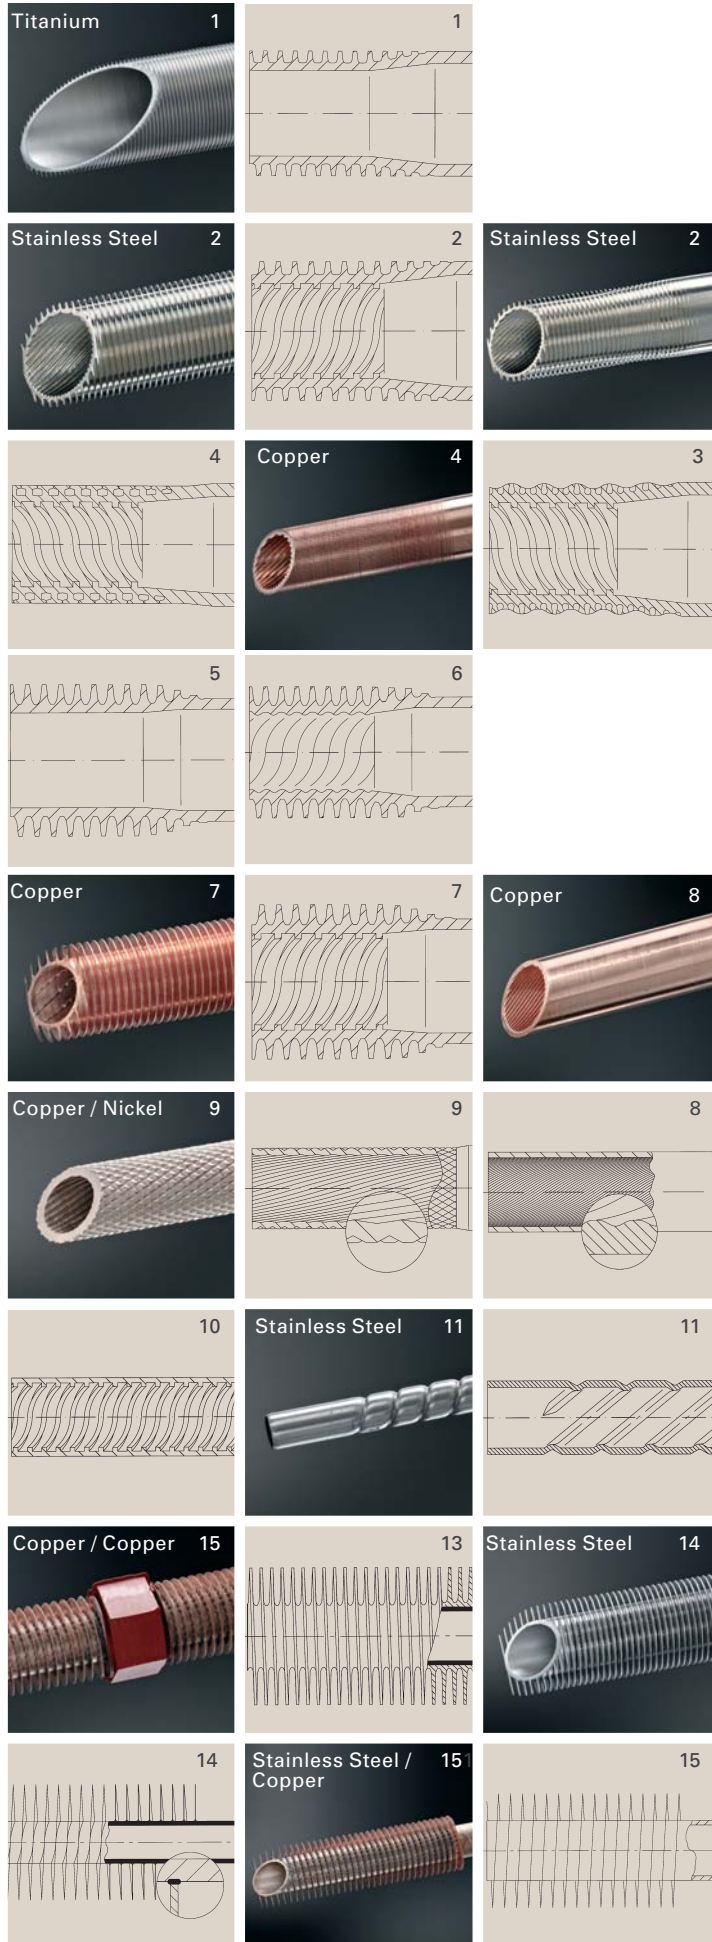 Titanium 1
1
Stainless Steel 2
2
Stainless Steel 2
4
Copper 4
3
5
6
Copper 7
7
Copper 8
Copper / Nickel 9
9
8
10
Stainless Steel 11
11
Copper / Copper 15
13
Stainless Steel 14
14
Stainless Steel / 151
Copper
15